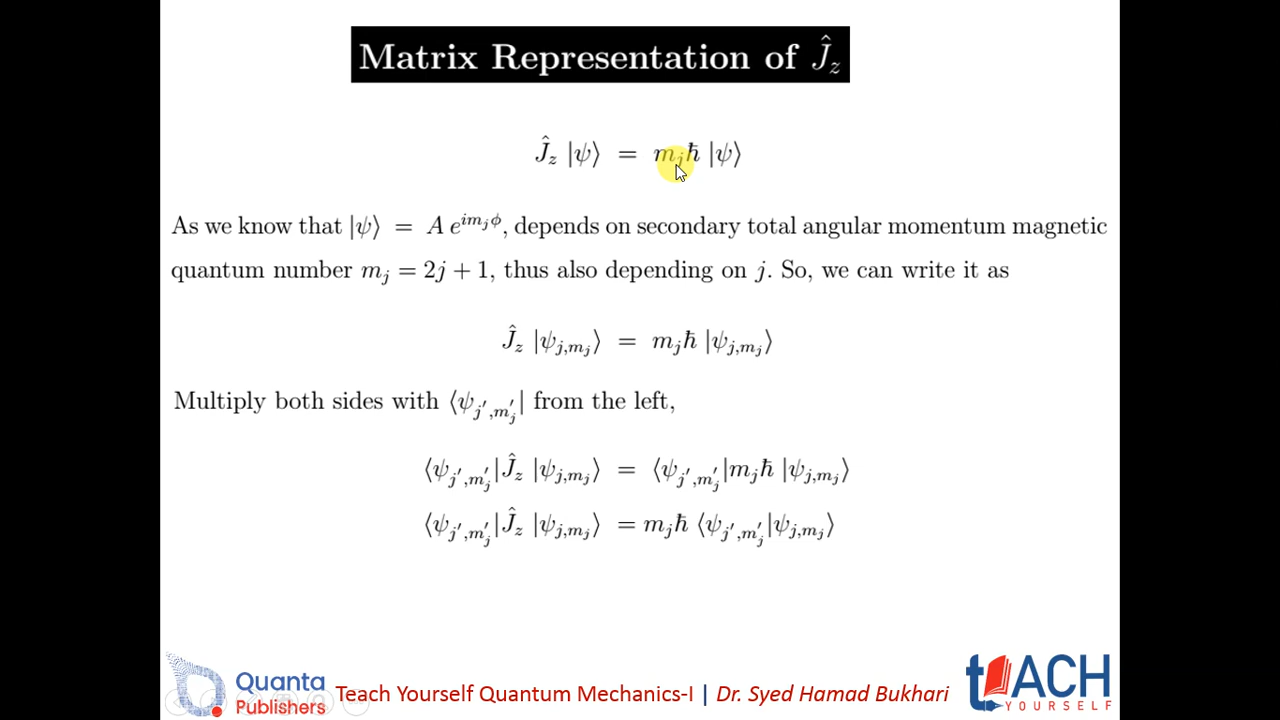 Matrix Representation of Ĵ_z
Ĵ_z |ψ⟩ = m_jħ |ψ⟩
As we know that |ψ⟩ = A e^{im_jϕ}, depends on secondary total angular momentum magnetic
quantum number m_j = 2j + 1, thus also depending on j. So, we can write it as
Ĵ_z |ψ_{j,m_j}⟩ = m_jħ |ψ_{j,m_j}⟩
Multiply both sides with ⟨ψ_{j′,m′_j}| from the left,
⟨ψ_{j′,m′_j}|Ĵ_z |ψ_{j,m_j}⟩ = ⟨ψ_{j′,m′_j}|m_jħ |ψ_{j,m_j}⟩
⟨ψ_{j′,m′_j}|Ĵ_z |ψ_{j,m_j}⟩ = m_jħ ⟨ψ_{j′,m′_j}|ψ_{j,m_j}⟩
Quanta
Publishers
Teach Yourself Quantum Mechanics-I | Dr. Syed Hamad Bukhari
tEACH
YOURSELF